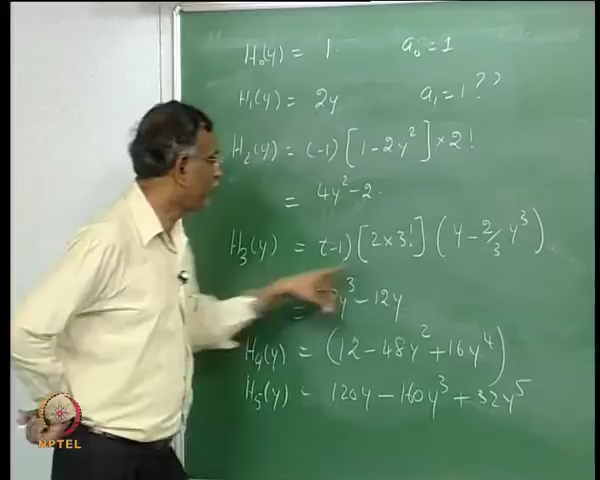 H₀(y) = 1. a₀ = 1
H₁(y) = 2y a₁ = 1 ??
H₂(y) = (-1) [1 - 2y²] × 2!
= 4y² - 2.
H₃(y) = (-1) [2×3!] (y - 2/3 y³).
= y³ - 12y
H₄(y) = (12 - 48y² + 16y⁴)
H₅(y) = 120y - 160y³ + 32y⁵
NPTEL